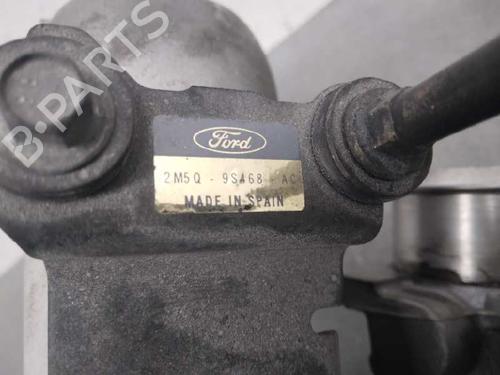 B-PARTS
Ford
2M5Q - 9S468 - AC
MADE IN SPAIN